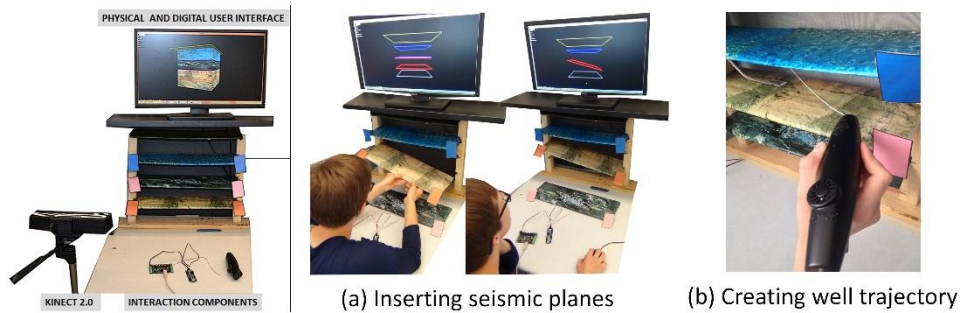 PHYSICAL AND DIGITAL USER INTERFACE
KINECT 2.0
INTERACTION COMPONENTS
(a) Inserting seismic planes
(b) Creating well trajectory